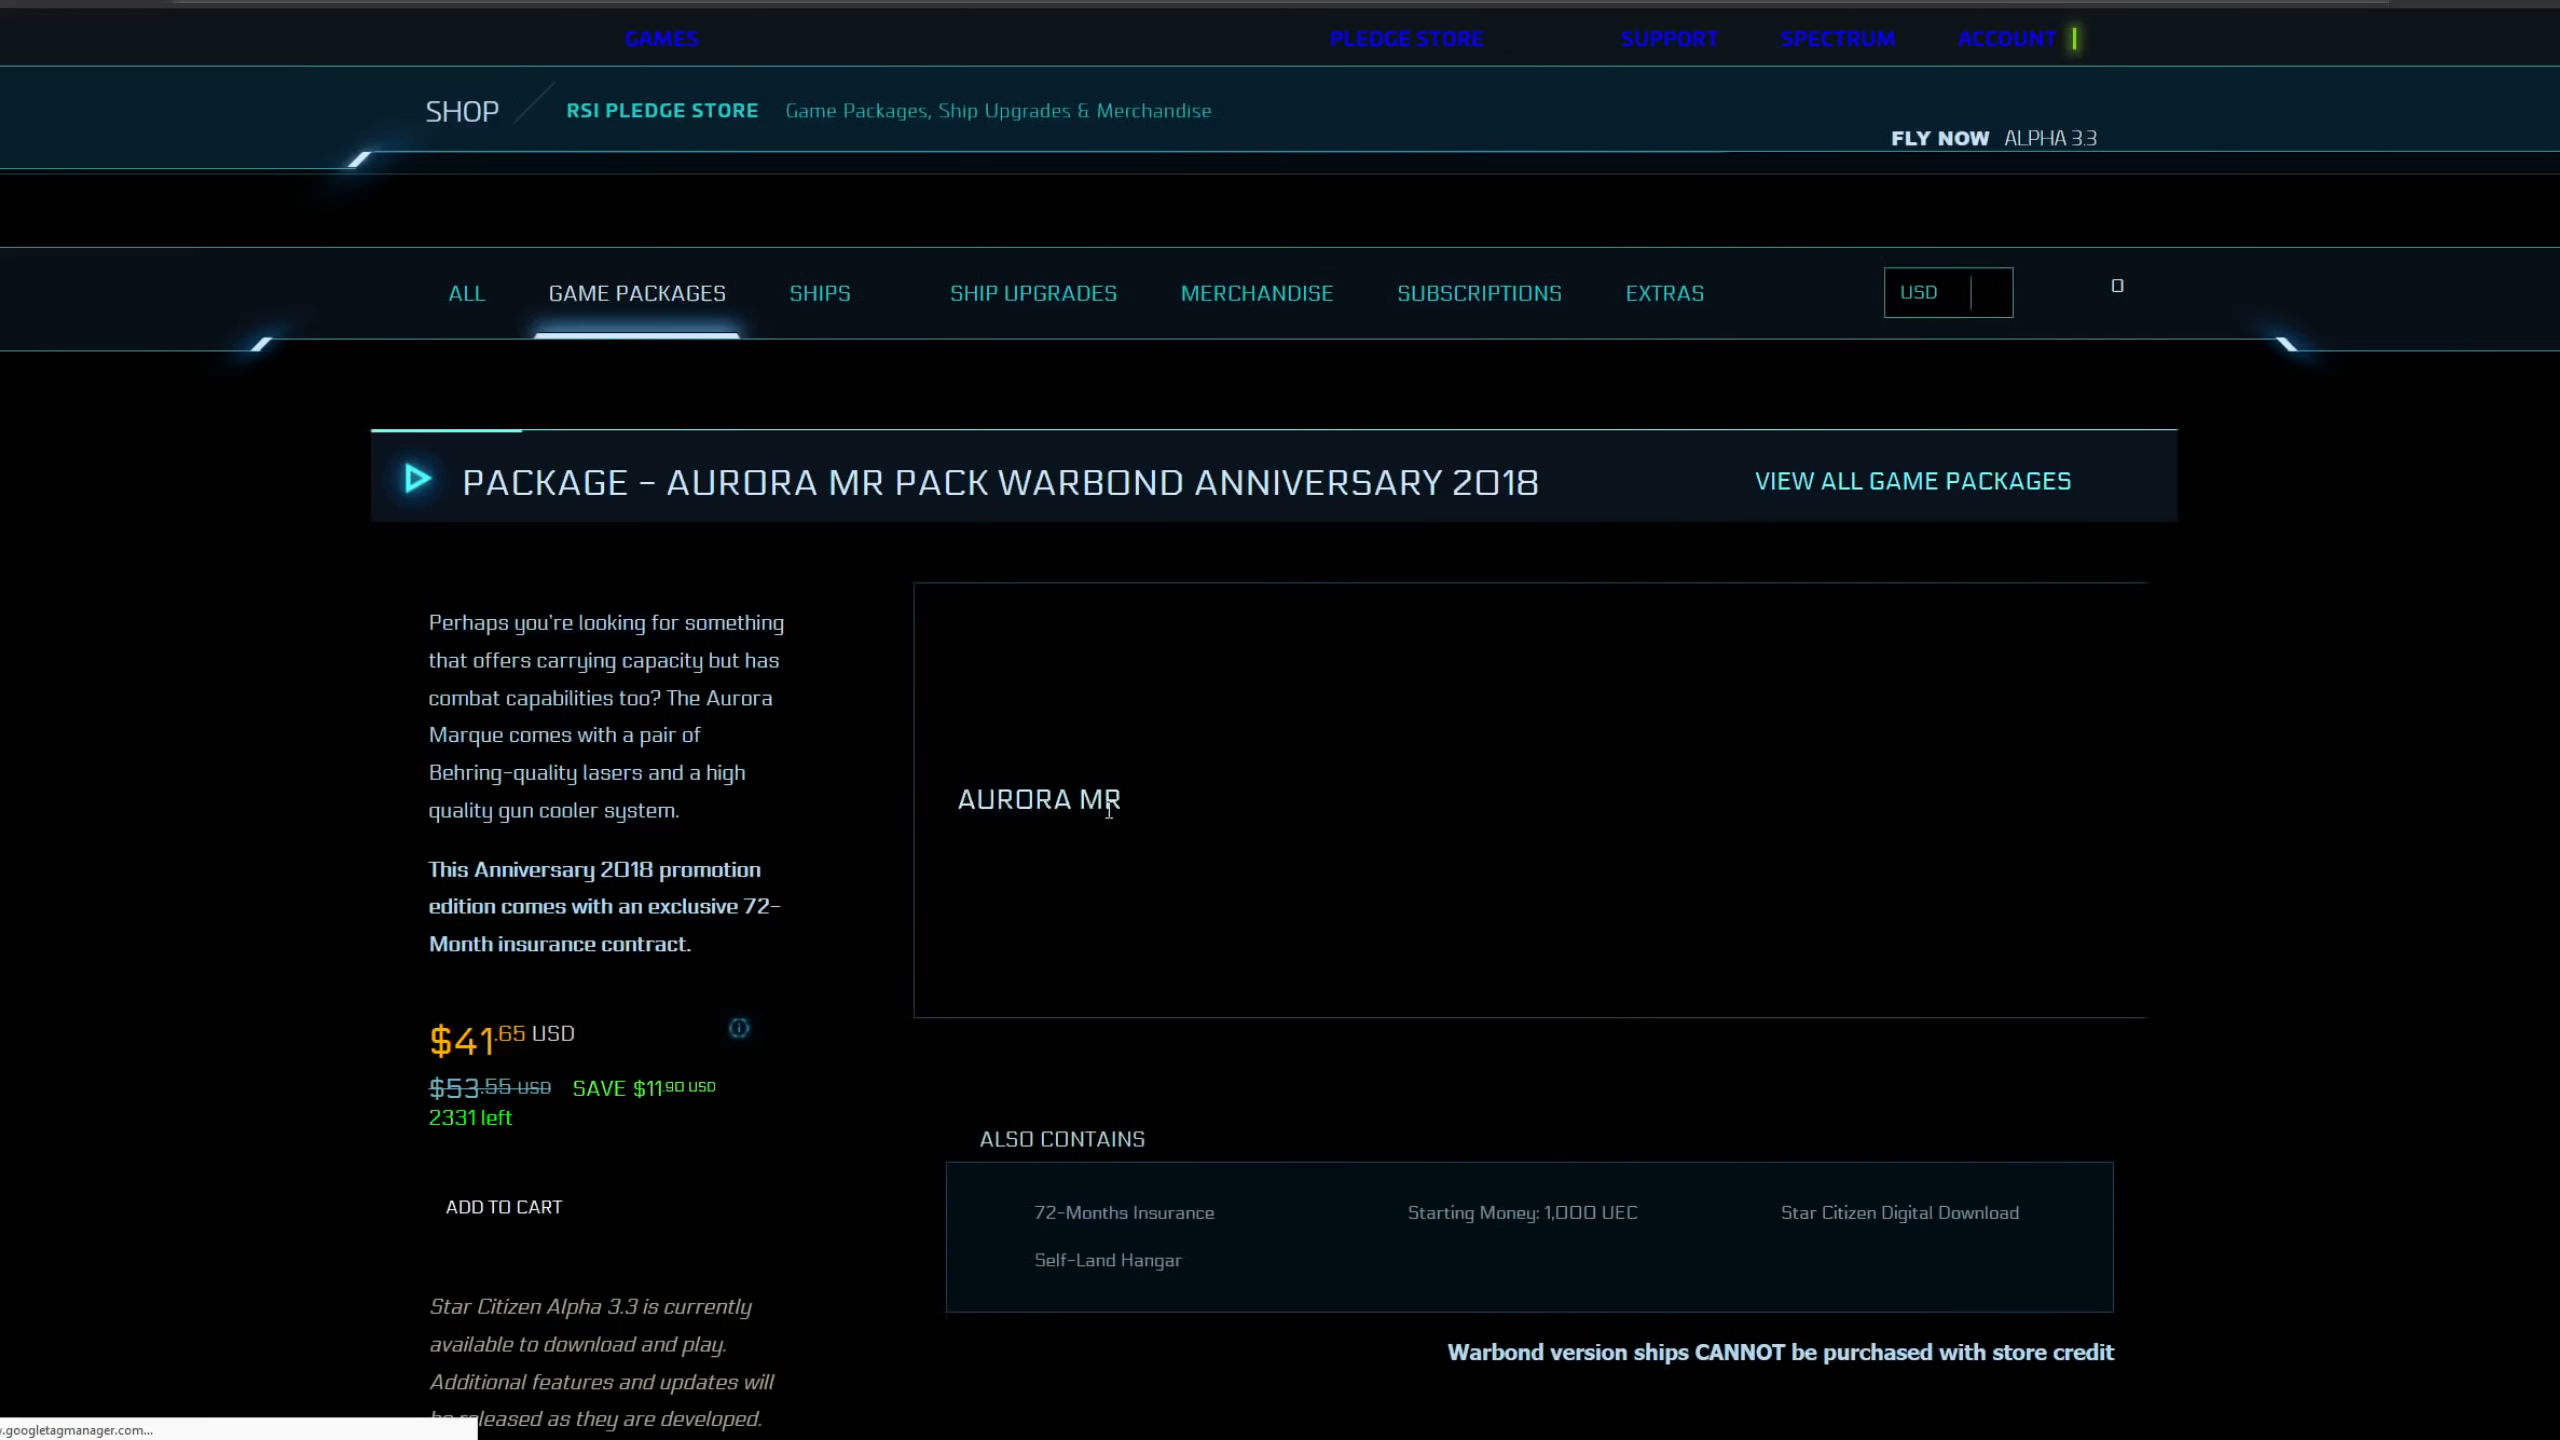 GAMES PLEDGE STORE SUPPORT SPECTRUM ACCOUNT
SHOP RSI PLEDGE STORE Game Packages, Ship Upgrades & Merchandise
FLY NOW ALPHA 3.3
ALL GAME PACKAGES SHIPS SHIP UPGRADES MERCHANDISE SUBSCRIPTIONS EXTRAS USD 0
PACKAGE - AURORA MR PACK WARBOND ANNIVERSARY 2018 VIEW ALL GAME PACKAGES
Perhaps you're looking for something
that offers carrying capacity but has
combat capabilities too? The Aurora
Marque comes with a pair of
Behring-quality lasers and a high
quality gun cooler system.
This Anniversary 2018 promotion
edition comes with an exclusive 72-
Month insurance contract.
$41.65 USD
$53.55 USD SAVE $11.90 USD
2331 left
ADD TO CART
Star Citizen Alpha 3.3 is currently
available to download and play.
Additional features and updates will
be released as they are developed.
AURORA MR
ALSO CONTAINS
72-Months Insurance Starting Money: 1,000 UEC Star Citizen Digital Download
Self-Land Hangar
Warbond version ships CANNOT be purchased with store credit
.googletagmanager.com...